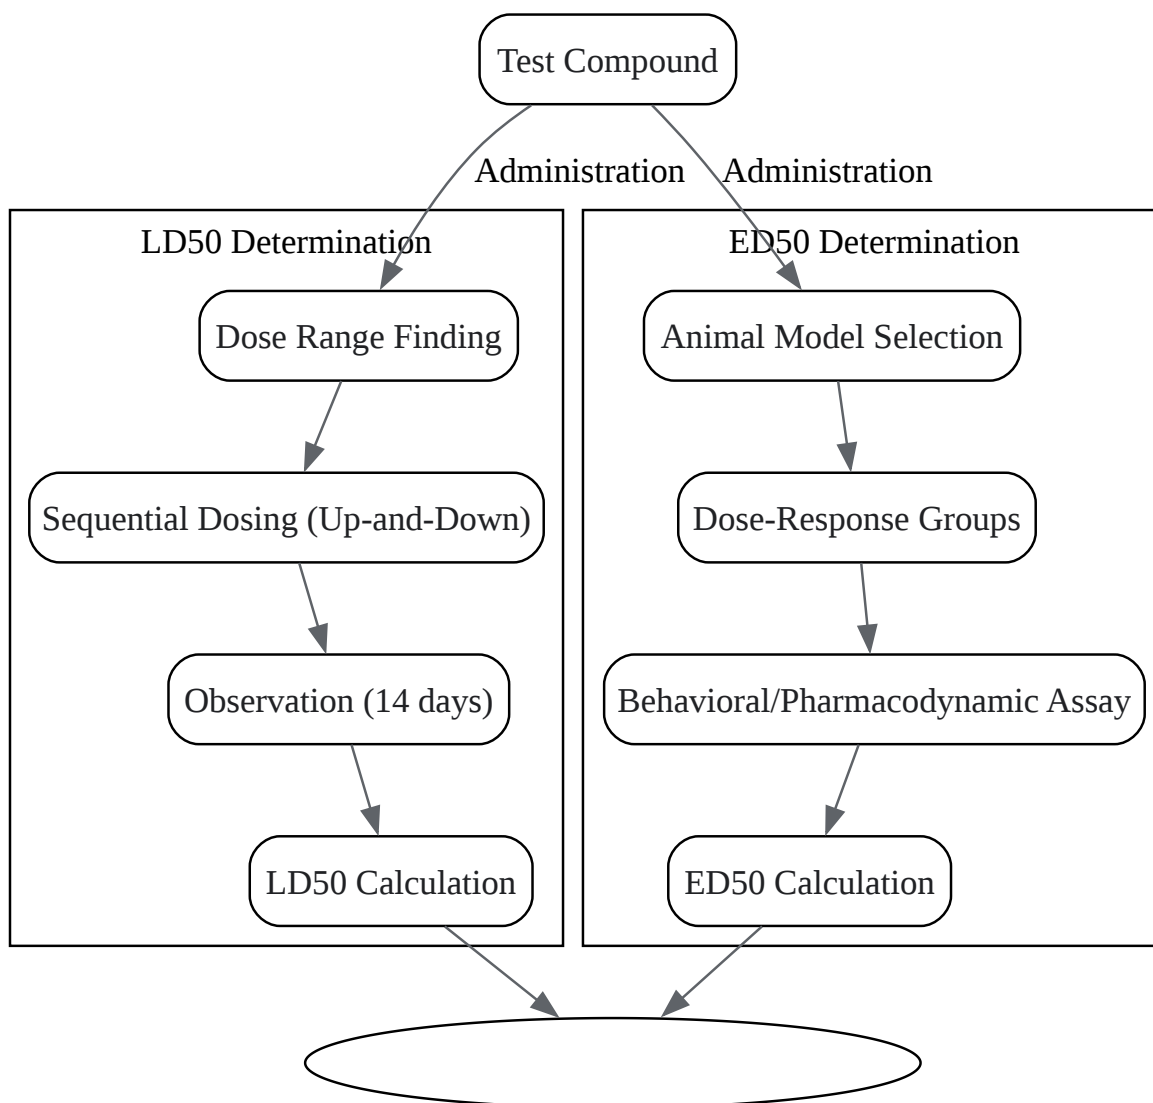 Test Compound
Administration
Administration
LD50 Determination
ED50 Determination
Dose Range Finding
Animal Model Selection
Sequential Dosing (Up-and-Down)
Dose-Response Groups
Observation (14 days)
Behavioral/Pharmacodynamic Assay
LD50 Calculation
ED50 Calculation